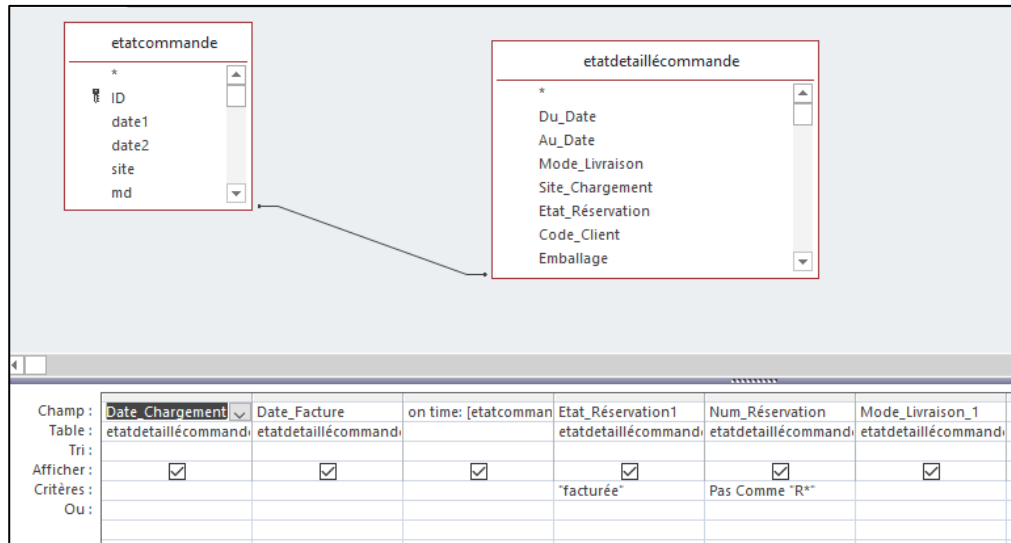 etatcommande
*
ID
date1
date2
site
md
etatdetaillécommande
*
Du_Date
Au_Date
Mode_Livraison
Site_Chargement
Etat_Réservation
Code_Client
Emballage
Champ : Date_Chargement Date_Facture on time: [etatcomman Etat_Réservation1 Num_Réservation Mode_Livraison_1
Table : etatdetaillécommand etatdetaillécommand etatdetaillécommand etatdetaillécommand etatdetaillécommand
Tri :
Afficher :
Critères : "facturée" Pas Comme "R*"
Ou :